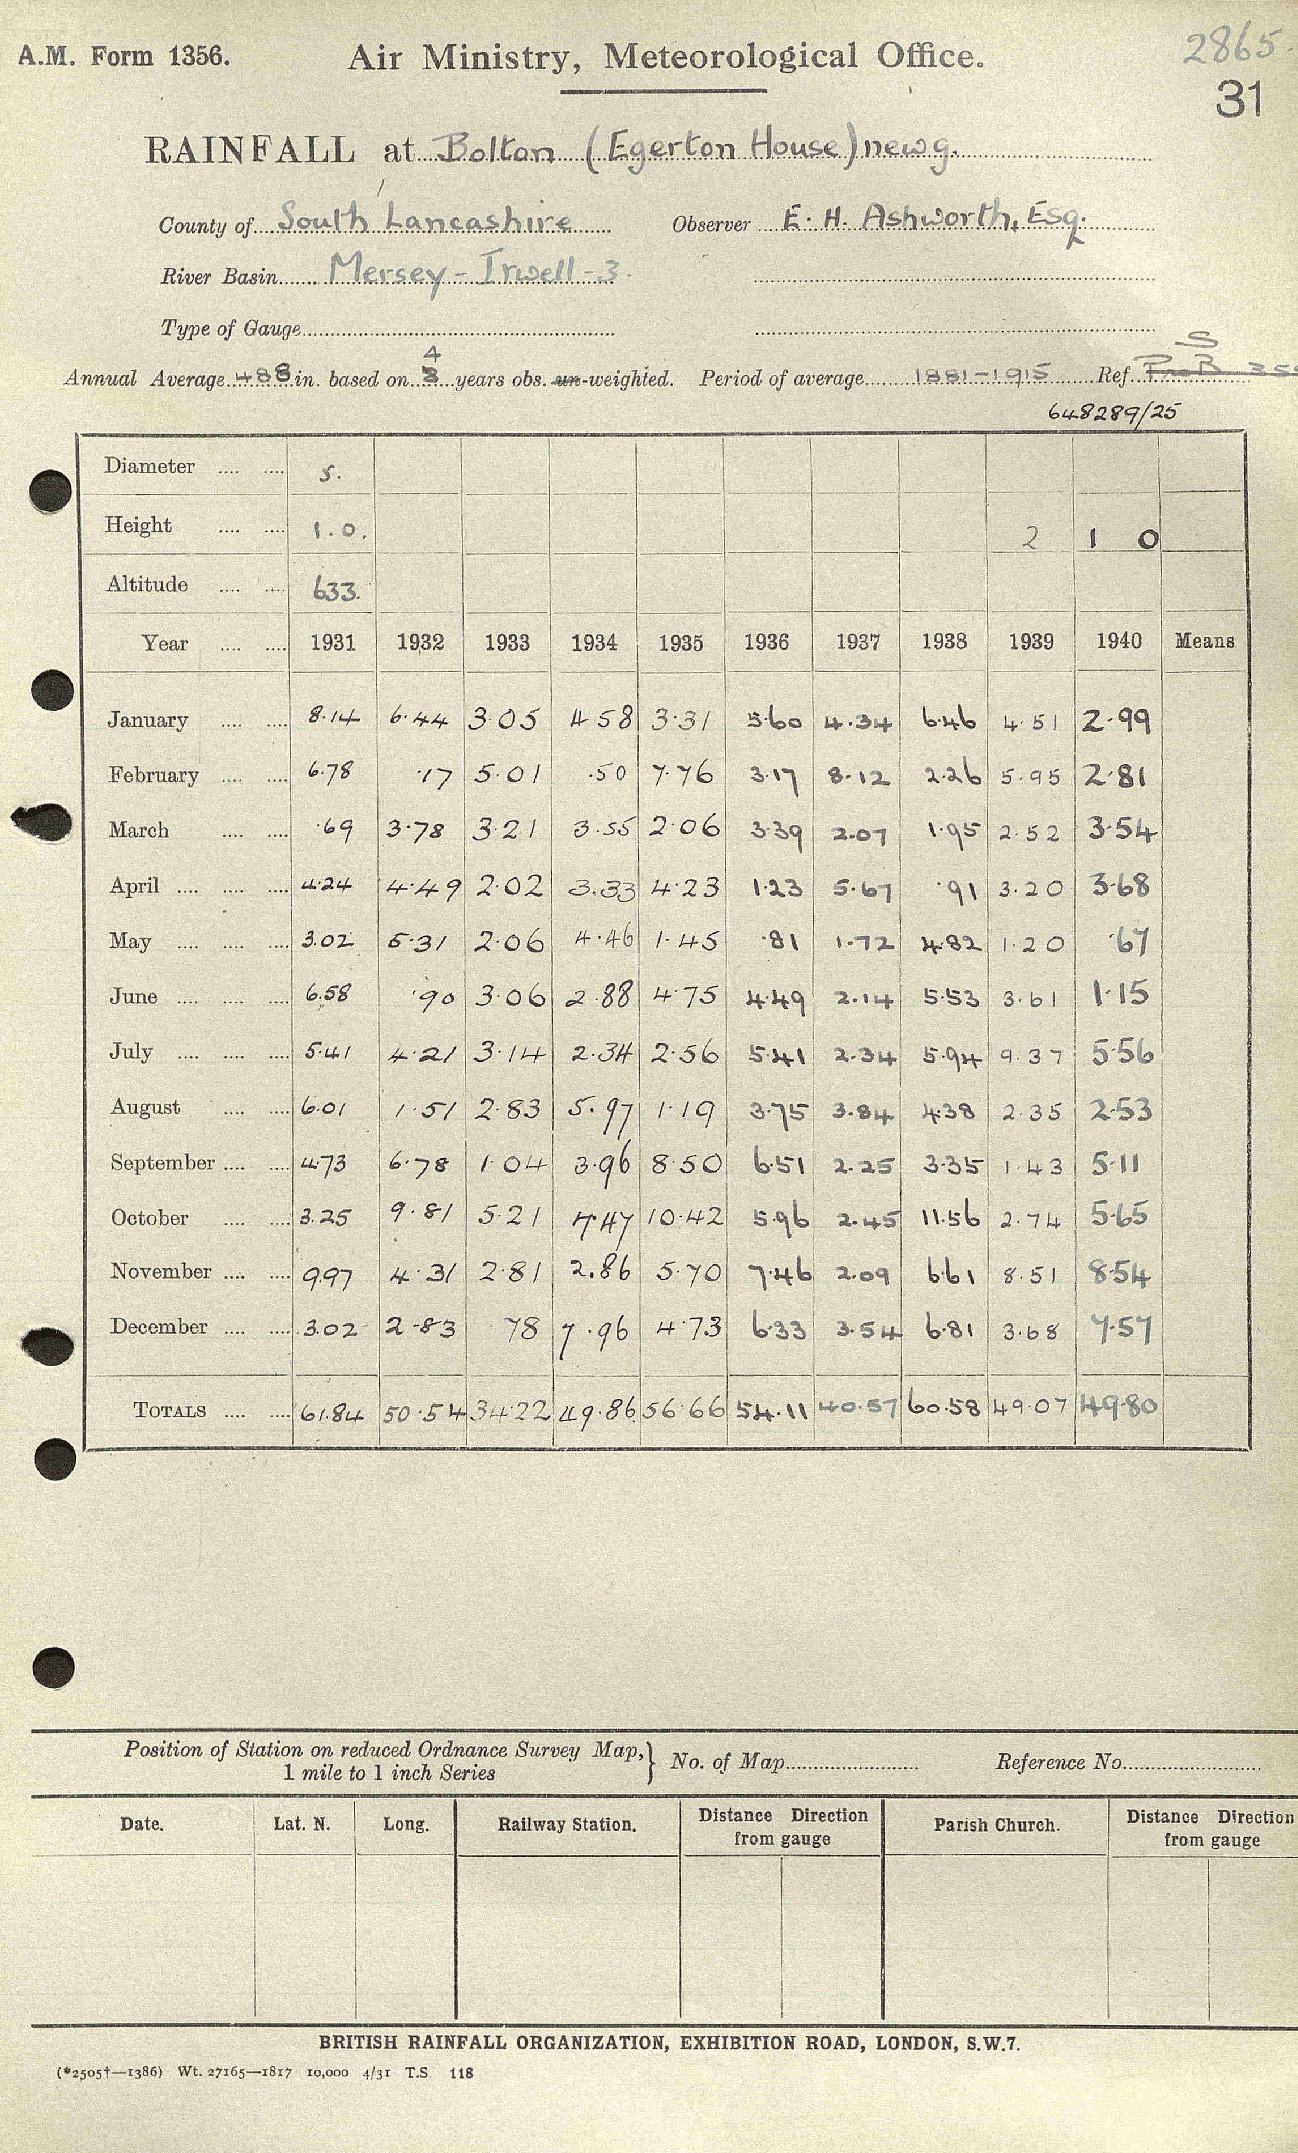 2865.
A.M. Form 1356. Air Ministry, Meteorological Office.
31
RAINFALL at Bolton (Egerton House) new g.
County of South Lancashire Observer E. H. Ashworth, Esq.
River Basin Mersey-Irwell-3.
Type of Gauge
Annual Average 488 in. based on 4 years obs. un-weighted. Period of average 1881-1915 Ref. S
648289/25
Diameter 5.
Height 1.0. 2 1 0
Altitude 633.
Year 1931 1932 1933 1934 1935 1936 1937 1938 1939 1940 Means
January 8.14 6.44 3.05 4.58 3.31 5.60 4.34 6.46 4.51 2.99
February 6.78 .17 5.01 .50 7.76 3.17 8.12 2.26 5.95 2.81
March .69 3.78 3.21 3.55 2.06 3.39 2.07 1.95 2.52 3.54
April 4.24 4.49 2.02 3.33 4.23 1.23 5.67 .91 3.20 3.68
May 3.02 5.31 2.06 4.46 1.45 .81 1.72 4.82 1.20 .67
June 6.58 .90 3.06 2.88 4.75 4.49 2.14 5.53 3.61 1.15
July 5.41 4.21 3.14 2.34 2.56 5.41 2.34 5.94 9.37 5.56
August 6.01 1.51 2.83 5.97 1.19 3.75 3.84 4.38 2.35 2.53
September 4.73 6.78 1.04 3.96 8.50 6.51 2.25 3.35 1.43 5.11
October 3.25 9.81 5.21 7.47 10.42 5.96 2.45 11.56 2.74 5.65
November 9.97 4.31 2.81 2.86 5.70 7.46 2.09 6.61 8.51 8.54
December 3.02 2.83 78 7.96 4.73 6.33 3.54 6.81 3.68 7.57
TOTALS 61.84 50.54 34.22 49.86 56.66 54.11 40.57 60.58 49.07 49.80
Position of Station on reduced Ordnance Survey Map, } No. of Map Reference No.
1 mile to 1 inch Series
Date. Lat. N. Long. Railway Station. Distance Direction Parish Church. Distance Direction
from gauge from gauge
BRITISH RAINFALL ORGANIZATION, EXHIBITION ROAD, LONDON, S.W.7.
(*2505†—1386) Wt. 27165—1817 10,000 4/31 T.S. 118